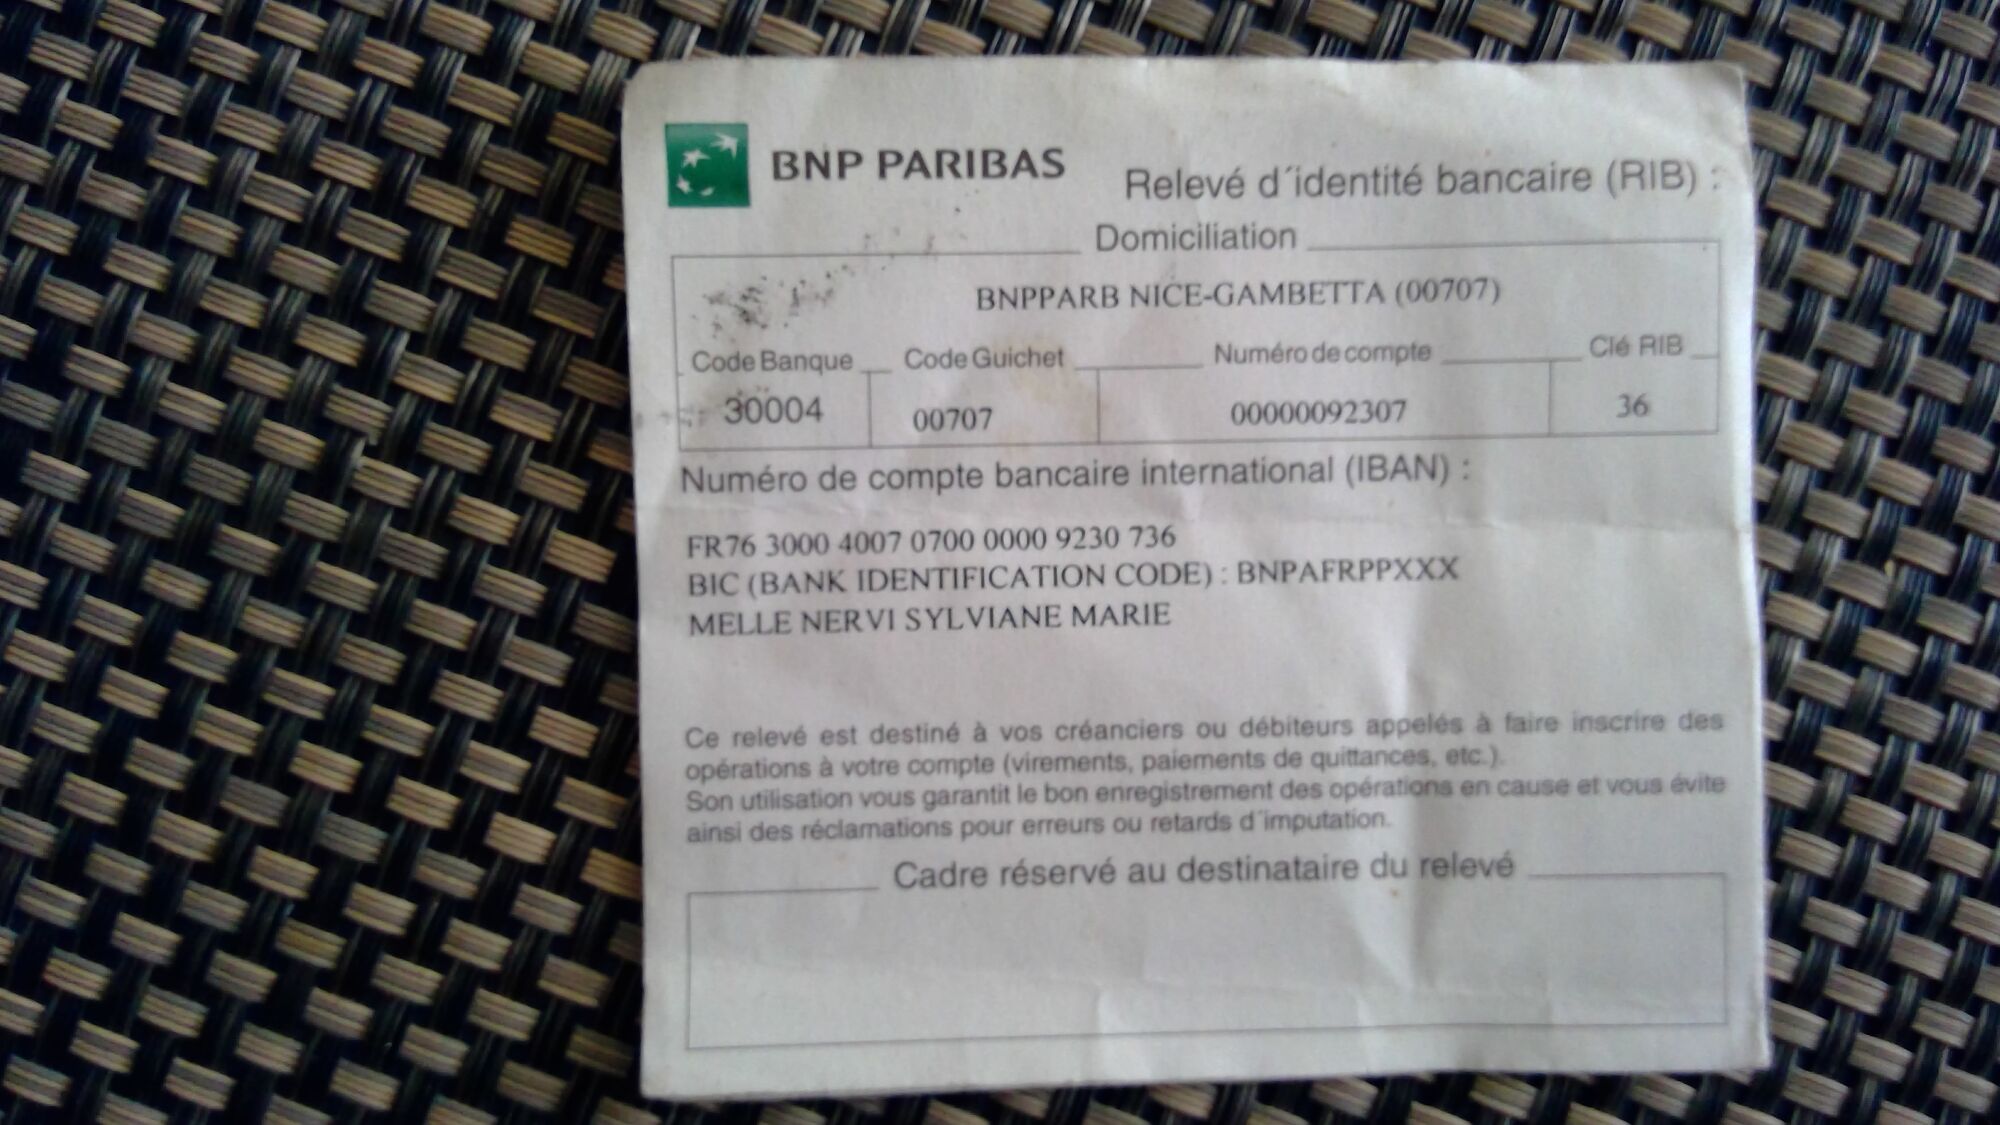 BNP PARIBAS
Relevé d´identité bancaire (RIB) :
Domiciliation
BNPPARB NICE-GAMBETTA (00707)
Code Banque Code Guichet Numéro de compte Clé RIB
30004 00707 00000092307 36
Numéro de compte bancaire international (IBAN) :
FR76 3000 4007 0700 0000 9230 736
BIC (BANK IDENTIFICATION CODE) : BNPAFRPPXXX
MELLE NERVI SYLVIANE MARIE
Ce relevé est destiné à vos créanciers ou débiteurs appelés à faire inscrire des
opérations à votre compte (virements, paiements de quittances, etc.).
Son utilisation vous garantit le bon enregistrement des opérations en cause et vous évite
ainsi des réclamations pour erreurs ou retards d´imputation.
Cadre réservé au destinataire du relevé